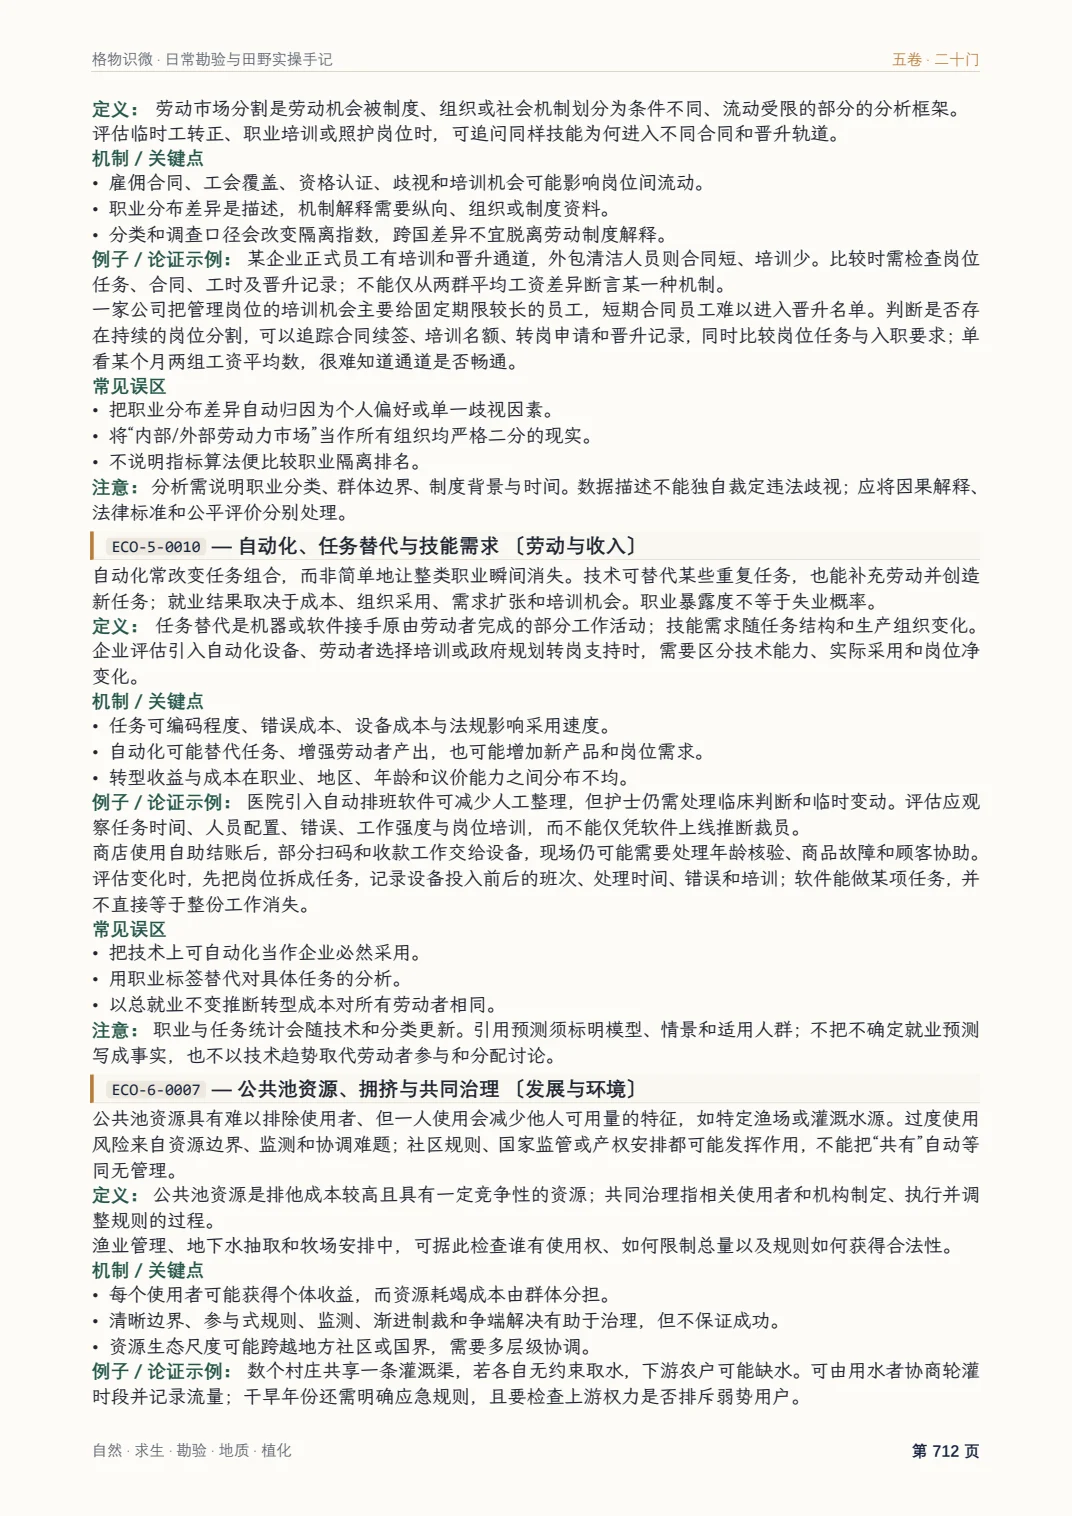 格物识微 · 日常勘验与田野实操手记
五卷 · 二十门
定义： 劳动市场分割是劳动机会被制度、组织或社会机制划分为条件不同、流动受限的部分的分析框架。
评估临时工转正、职业培训或照护岗位时，可追问同样技能为何进入不同合同和晋升轨道。
机制 / 关键点
• 雇佣合同、工会覆盖、资格认证、歧视和培训机会可能影响岗位间流动。
• 职业分布差异是描述，机制解释需要纵向、组织或制度资料。
• 分类和调查口径会改变隔离指数，跨国差异不宜脱离劳动制度解释。
例子 / 论证示例： 某企业正式员工有培训和晋升通道，外包清洁人员则合同短、培训少。比较时需检查岗位
任务、合同、工时及晋升记录；不能仅从两群平均工资差异断言某一种机制。
一家公司把管理岗位的培训机会主要给固定期限较长的员工，短期合同员工难以进入晋升名单。判断是否存
在持续的岗位分割，可以追踪合同续签、培训名额、转岗申请和晋升记录，同时比较岗位任务与入职要求；单
看某个月两组工资平均数，很难知道通道是否畅通。
常见误区
• 把职业分布差异自动归因为个人偏好或单一歧视因素。
• 将“内部/外部劳动力市场”当作所有组织均严格二分的现实。
• 不说明指标算法便比较职业隔离排名。
注意： 分析需说明职业分类、群体边界、制度背景与时间。数据描述不能独自裁定违法歧视；应将因果解释、
法律标准和公平评价分别处理。
ECO-5-0010 — 自动化、任务替代与技能需求 〔劳动与收入〕
自动化常改变任务组合，而非简单地让整类职业瞬间消失。技术可替代某些重复任务，也能补充劳动并创造
新任务；就业结果取决于成本、组织采用、需求扩张和培训机会。职业暴露度不等于失业概率。
定义： 任务替代是机器或软件接手原由劳动者完成的部分工作活动；技能需求随任务结构和生产组织变化。
企业评估引入自动化设备、劳动者选择培训或政府规划转岗支持时，需要区分技术能力、实际采用和岗位净
变化。
机制 / 关键点
• 任务可编码程度、错误成本、设备成本与法规影响采用速度。
• 自动化可能替代任务、增强劳动者产出，也可能增加新产品和岗位需求。
• 转型收益与成本在职业、地区、年龄和议价能力之间分布不均。
例子 / 论证示例： 医院引入自动排班软件可减少人工整理，但护士仍需处理临床判断和临时变动。评估应观
察任务时间、人员配置、错误、工作强度与岗位培训，而不能仅凭软件上线推断裁员。
商店使用自助结账后，部分扫码和收款工作交给设备，现场仍可能需要处理年龄核验、商品故障和顾客协助。
评估变化时，先把岗位拆成任务，记录设备投入前后的班次、处理时间、错误和培训；软件能做某项任务，并
不直接等于整份工作消失。
常见误区
• 把技术上可自动化当作企业必然采用。
• 用职业标签替代对具体任务的分析。
• 以总就业不变推断转型成本对所有劳动者相同。
注意： 职业与任务统计会随技术和分类更新。引用预测须标明模型、情景和适用人群；不把不确定就业预测
写成事实，也不以技术趋势取代劳动者参与和分配讨论。
ECO-6-0007 — 公共池资源、拥挤与共同治理 〔发展与环境〕
公共池资源具有难以排除使用者、但一人使用会减少他人可用量的特征，如特定渔场或灌溉水源。过度使用
风险来自资源边界、监测和协调难题；社区规则、国家监管或产权安排都可能发挥作用，不能把“共有”自动等
同无管理。
定义： 公共池资源是排他成本较高且具有一定竞争性的资源；共同治理指相关使用者和机构制定、执行并调
整规则的过程。
渔业管理、地下水抽取和牧场安排中，可据此检查谁有使用权、如何限制总量以及规则如何获得合法性。
机制 / 关键点
• 每个使用者可能获得个体收益，而资源耗竭成本由群体分担。
• 清晰边界、参与式规则、监测、渐进制裁和争端解决有助于治理，但不保证成功。
• 资源生态尺度可能跨越地方社区或国界，需要多层级协调。
例子 / 论证示例： 数个村庄共享一条灌溉渠，若各自无约束取水，下游农户可能缺水。可由用水者协商轮灌
时段并记录流量；干旱年份还需明确应急规则，且要检查上游权力是否排斥弱势用户。
自然 · 求生 · 勘验 · 地质 · 植化
第 712 页